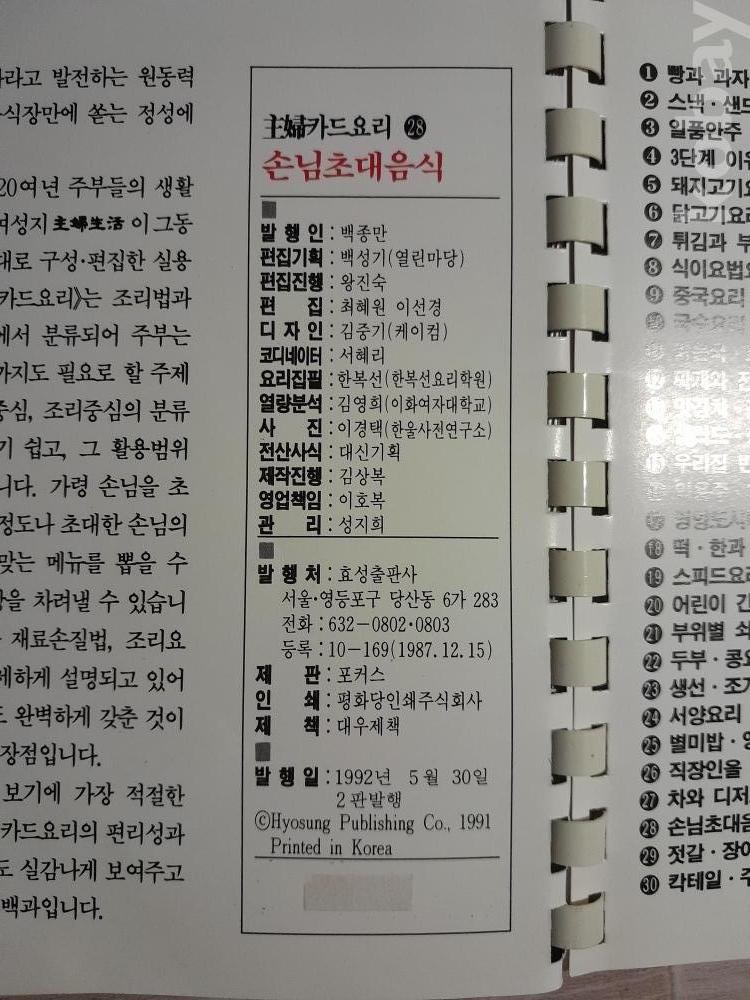 발전하는 원동력
쏟는 정성에
20여년 주부들의 생활
여성지 主婦生活 이 그동
구성·편집한 실용
카드요리》는 조리법과
에서 분류되어 주부는
까지도 필요로 할 주제
중심, 조리중심의 분류
기 쉽고, 그 활용범위
니다. 가령 손님을 초
정도나 초대한 손님의
맞는 메뉴를 뽑을 수
상을 차려낼 수 있습니
재료손질법, 조리요
세하게 설명되고 있어
완벽하게 갖춘 것이
장점입니다.
보기에 가장 적절한
카드요리의 편리성과
도 실감나게 보여주고
백과입니다.
主婦카드요리 ㉘
손님초대음식
발 행 인 : 백종만
편집기획 : 백성기(열린마당)
편집진행 : 왕진숙
편 집 : 최혜원 이선경
디 자 인 : 김중기(케이컴)
코디네이터 : 서혜리
요리집필 : 한복선(한복선요리학원)
열량분석 : 김영희(이화여자대학교)
사 진 : 이경택(한울사전연구소)
전산사식 : 대신기획
제작진행 : 김상복
영업책임 : 이호복
관 리 : 성지희
발 행 처 : 효성출판사
서울·영등포구 당산동 6가 283
전화 : 632-0802·0803
등록 : 10-169(1987.12.15)
제 판 : 포커스
인 쇄 : 평화당인쇄주식회사
제 책 : 대우제책
발 행 일 : 1992년 5월 30일
2판발행
©Hyosung Publishing Co., 1991
Printed in Korea
❶ 빵과 과자
❷ 스낵·샌드
❸ 일품안주
❹ 3단계 이유
❺ 돼지고기요
❻ 닭고기요리
❼ 튀김과 부
❽ 식이요법요
❾ 중국요리
❿ 국수요리
⓬ 찌개와 전
⓯ 우리집
⓲ 떡·한과
⓳ 스피드요리
⓴ 어린이 간
㉑ 부위별 쇠
㉒ 두부·콩요
㉓ 생선·조개
㉔ 서양요리
㉕ 별미밥·영
㉖ 직장인을
㉗ 차와 디저
㉘ 손님초대음
㉙ 젓갈·장아
㉚ 칵테일·주
kobay